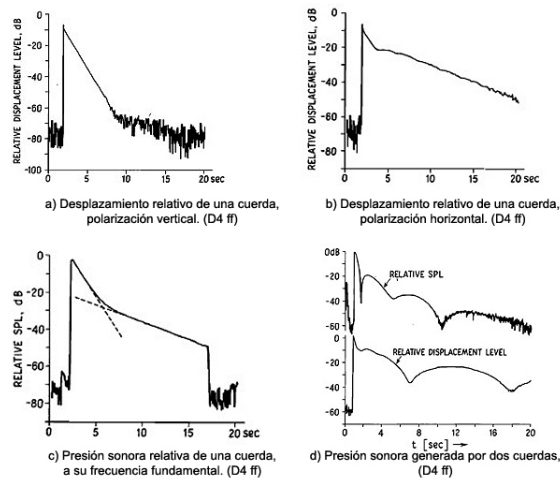 RELATIVE DISPLACEMENT LEVEL, dB
0
-20
-40
-60
-80
-100
0
5
10
15
20 sec
a) Desplazamiento relativo de una cuerda,
polarización vertical. (D4 ff)
RELATIVE DISPLACEMENT LEVEL, dB
0
-20
-40
-60
-80
0
5
10
15
20 sec
b) Desplazamiento relativo de una cuerda,
polarización horizontal. (D4 ff)
RELATIVE SPL, dB
0
-20
-40
-60
-80
0
5
10
15
20 sec
c) Presión sonora relativa de una cuerda,
a su frecuencia fundamental. (D4 ff)
0dB
-20
-40
-60
0
-20
-40
-60
RELATIVE SPL
RELATIVE DISPLACEMENT LEVEL
0
4
8
12
16
20
t [sec] →
d) Presión sonora generada por dos cuerdas,
(D4 ff)